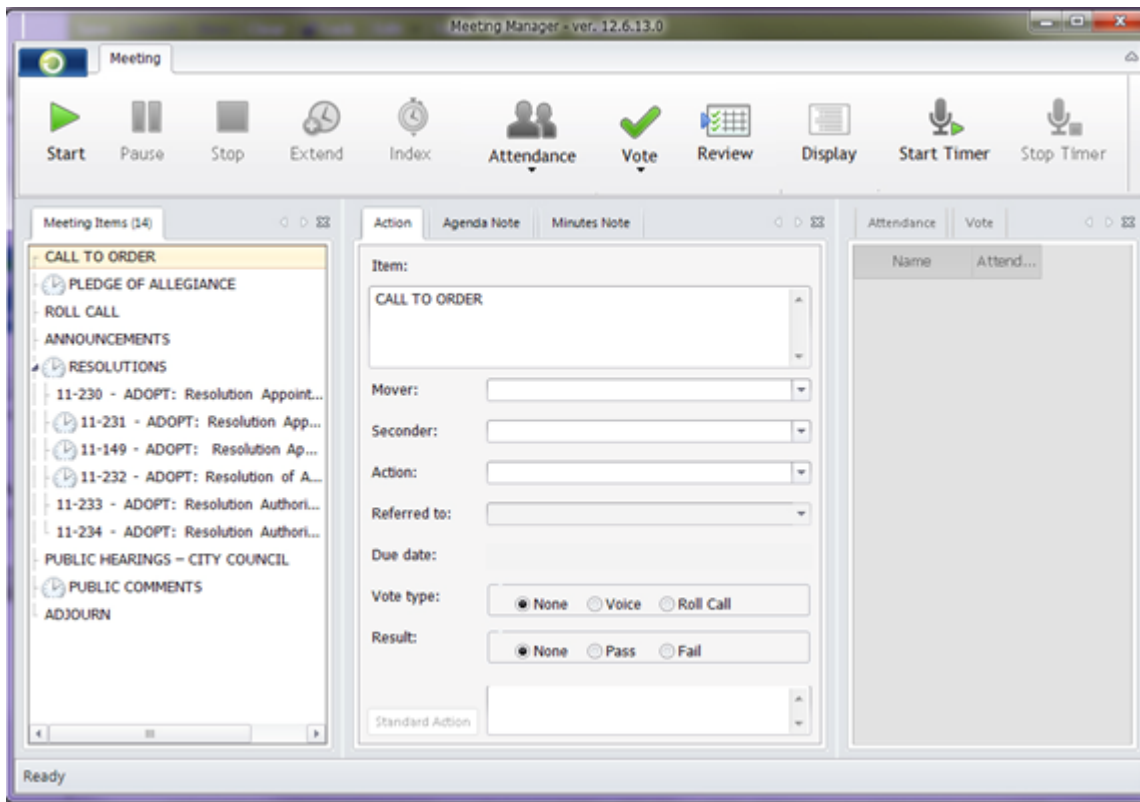 Meeting Manager - ver. 12.6.13.0
Meeting
Start Pause Stop Extend Index Attendance Vote Review Display Start Timer Stop Timer
Meeting Items (14)
CALL TO ORDER
PLEDGE OF ALLEGIANCE
ROLL CALL
ANNOUNCEMENTS
RESOLUTIONS
11-230 - ADOPT: Resolution Appoint...
11-231 - ADOPT: Resolution App...
11-149 - ADOPT: Resolution Ap...
11-232 - ADOPT: Resolution of A...
11-233 - ADOPT: Resolution Authori...
11-234 - ADOPT: Resolution Authori...
PUBLIC HEARINGS – CITY COUNCIL
PUBLIC COMMENTS
ADJOURN
Action Agenda Note Minutes Note
Item:
CALL TO ORDER
Mover:
Seconder:
Action:
Referred to:
Due date:
Vote type: None Voice Roll Call
Result: None Pass Fail
Standard Action
Attendance Vote
Name Attend...
Ready